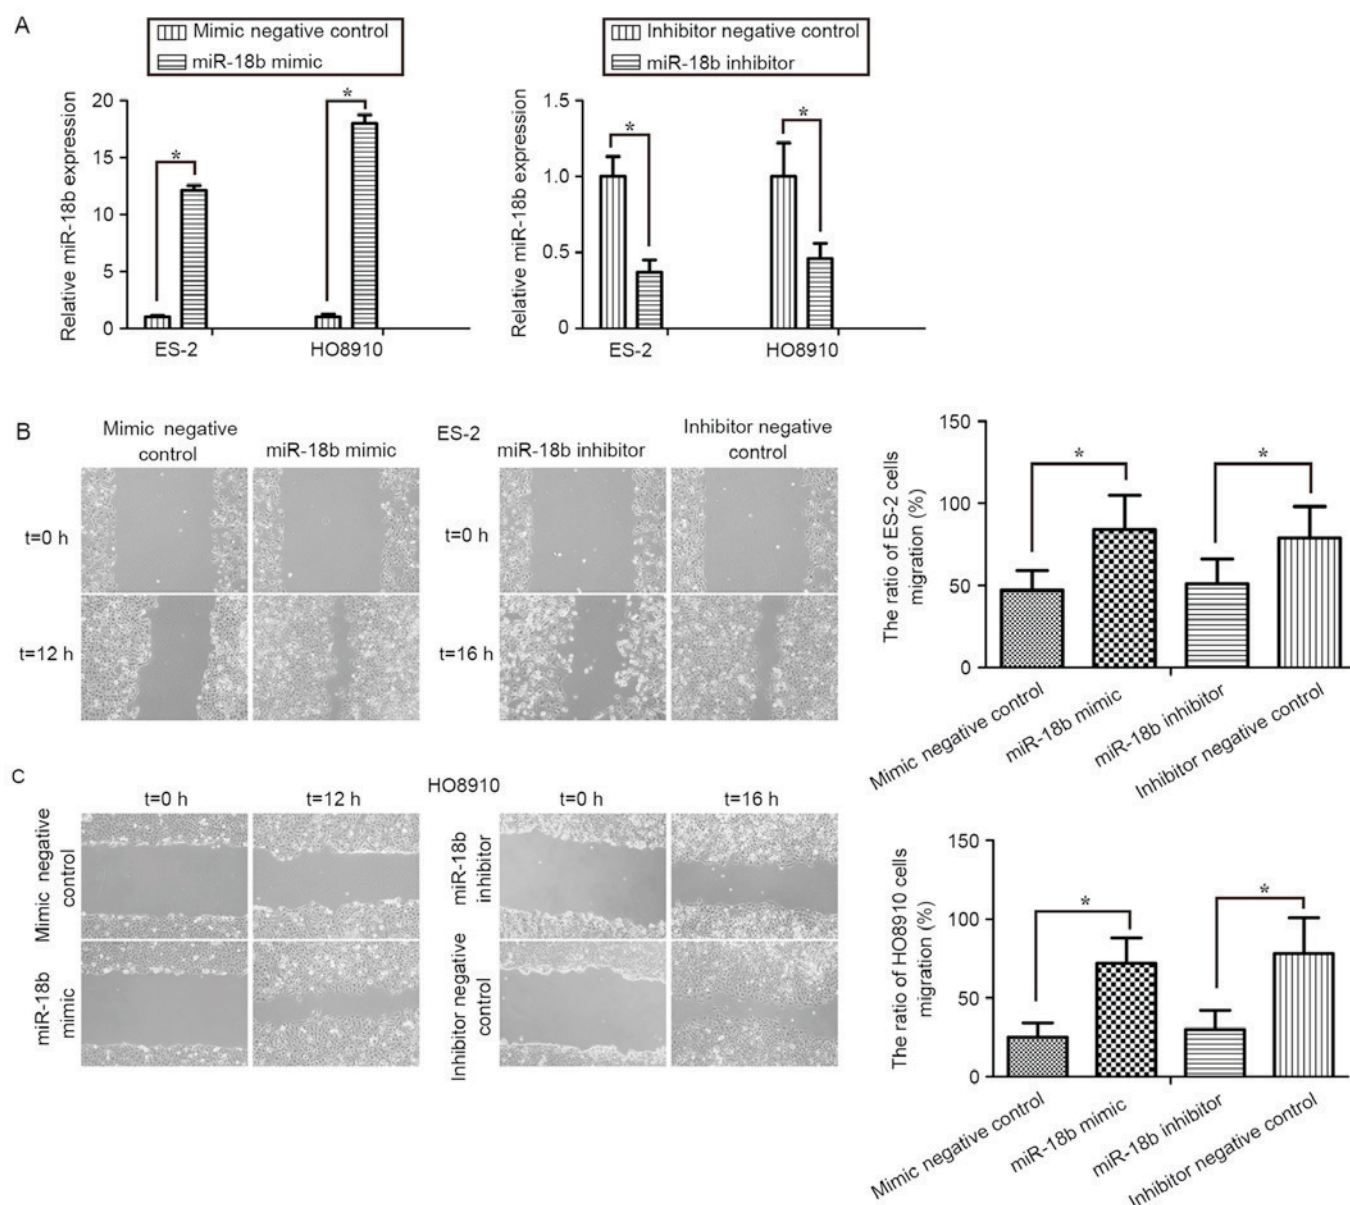 A
Mimic negative control
miR-18b mimic
Relative miR-18b expression
20
15
10
5
0
*
*
ES-2
HO8910
Inhibitor negative control
miR-18b inhibitor
Relative miR-18b expression
1.5
1.0
0.5
0
*
*
ES-2
HO8910
B
ES-2
Mimic negative
control
miR-18b mimic
miR-18b inhibitor
Inhibitor negative
control
t=0 h
t=12 h
t=0 h
t=16 h
The ratio of ES-2 cells
migration (%)
150
100
50
0
*
*
Mimic negative control
miR-18b mimic
miR-18b inhibitor
Inhibitor negative control
C
HO8910
t=0 h
t=12 h
t=0 h
t=16 h
Mimic negative
control
miR-18b
mimic
miR-18b
inhibitor
Inhibitor negative
control
The ratio of HO8910 cells
migration (%)
150
100
50
0
*
*
Mimic negative control
miR-18b mimic
miR-18b inhibitor
Inhibitor negative control